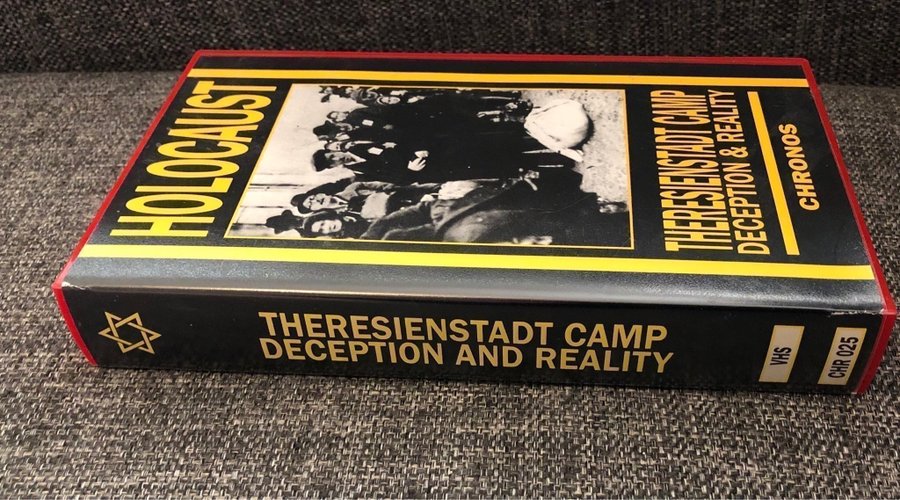 HOLOCAUST
THERESIENSTADT CAMP
DECEPTION & REALITY
CHRONOS
THERESIENSTADT CAMP
DECEPTION AND REALITY
VHS
CHR 025